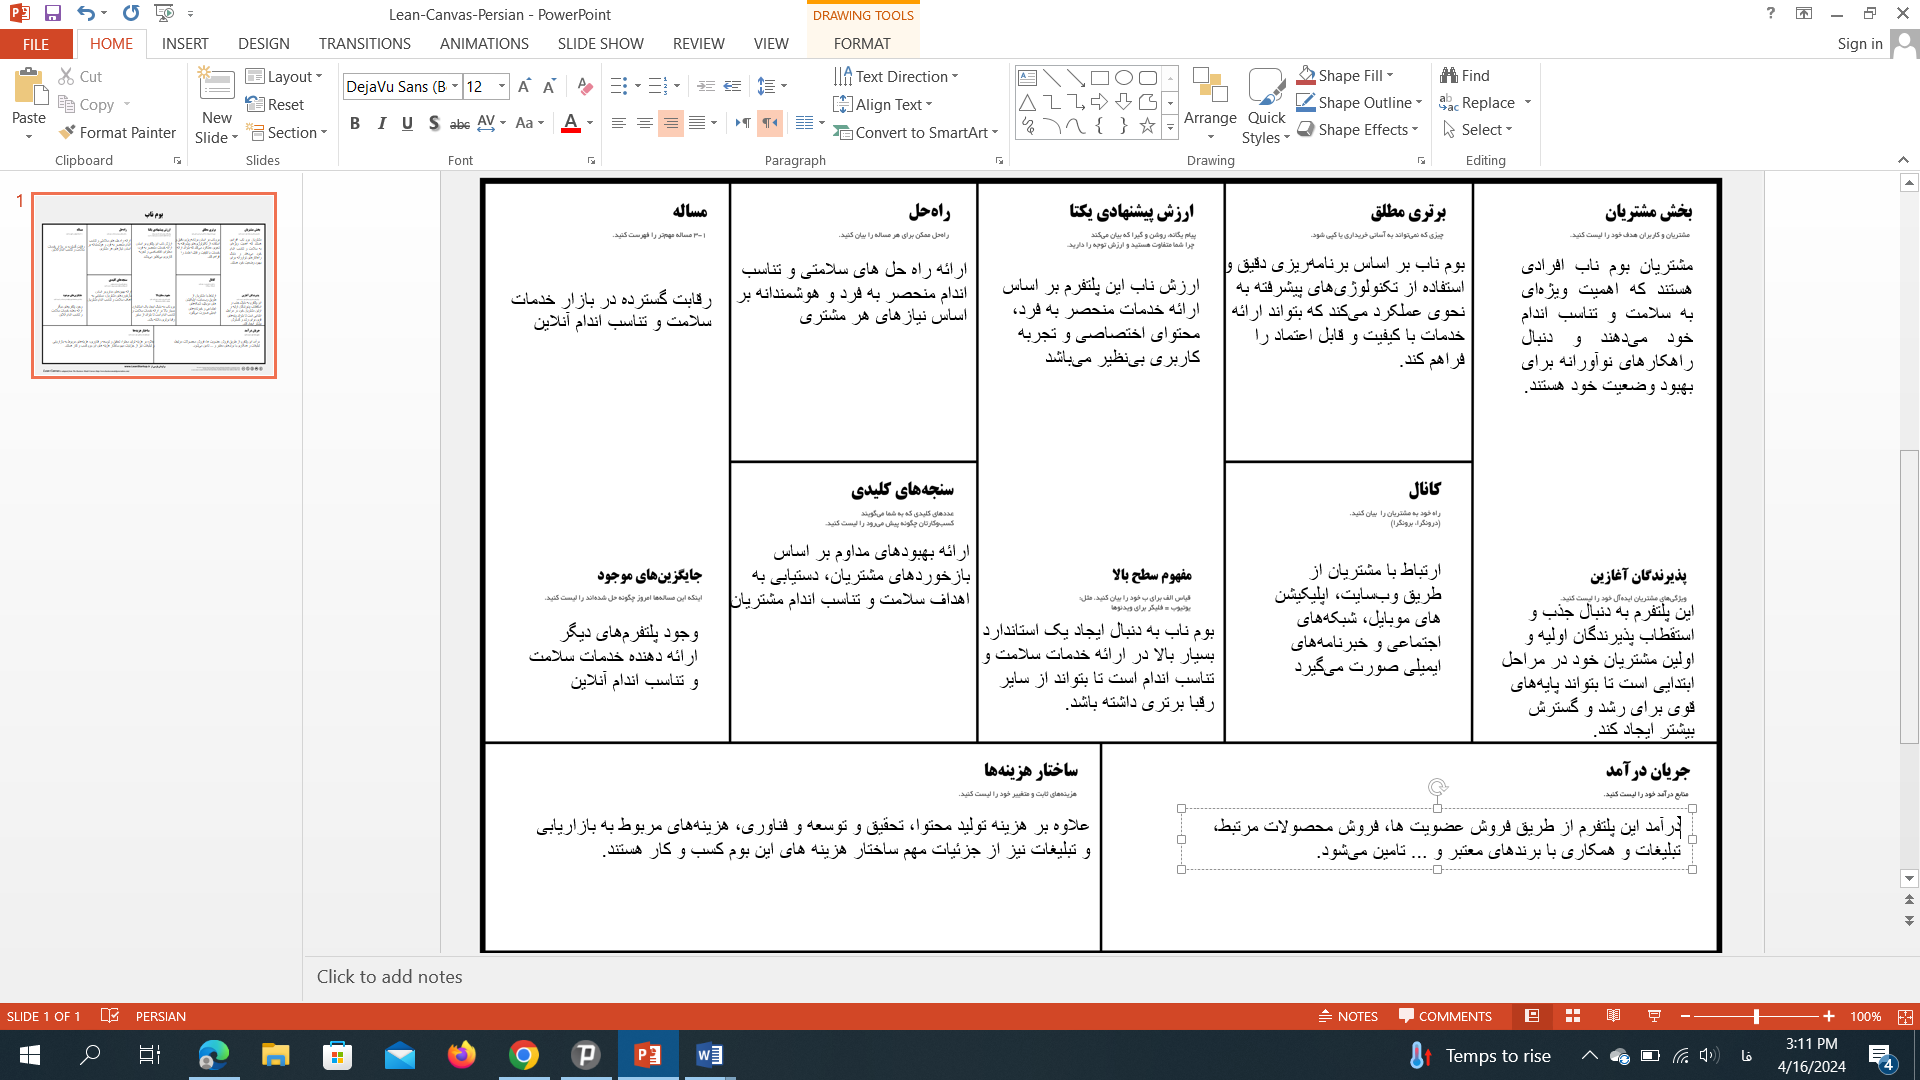 Lean-Canvas-Persian - PowerPoint
DRAWING TOOLS
FILE
HOME
INSERT
DESIGN
TRANSITIONS
ANIMATIONS
SLIDE SHOW
REVIEW
VIEW
FORMAT
Sign in
Paste
Cut
Copy
Format Painter
Clipboard
New Slide
Layout
Reset
Section
Slides
DejaVu Sans (B
12
Font
Text Direction
Align Text
Convert to SmartArt
Paragraph
Arrange
Quick Styles
Shape Fill
Shape Outline
Shape Effects
Drawing
Find
Replace
Select
Editing
1
بخش مشتریان
مشتریان و کاربران هدف خود را لیست کنید.
مشتریان بوم ناب افرادی
هستند که اهمیت ویژه‌ای
به سلامت و تناسب اندام
خود می‌دهند و دنبال
راهکارهای نوآورانه برای
بهبود وضعیت خود هستند.
پذیرندگان آغازین
ویژگی‌های مشتریان ایده‌آل خود را لیست کنید.
این پلتفرم به دنبال جذب و
استقطاب پذیرندگان اولیه و
اولین مشتریان خود در مراحل
ابتدایی است تا بتواند پایه‌های
قوی برای رشد و گسترش
بیشتر ایجاد کند.
برتری مطلق
چیزی که نمی‌تواند به آسانی خریداری یا کپی شود.
بوم ناب بر اساس برنامه‌ریزی دقیق و
استفاده از تکنولوژی‌های پیشرفته به
نحوی عملکرد می‌کند که بتواند ارائه
خدمات با کیفیت و قابل اعتماد را
فراهم کند.
کانال
راه خود به مشتریان را بیان کنید.
(درونگرا، برونگرا)
ارتباط با مشتریان از
طریق وب‌سایت، اپلیکیشن
های موبایل، شبکه‌های
اجتماعی و خبرنامه‌های
ایمیلی صورت می‌گیرد
ارزش پیشنهادی یکتا
پیام یگانه، روشن و گیرا که بیان می‌کند
چرا شما متفاوت هستید و ارزش توجه را دارید.
ارزش ناب این پلتفرم بر اساس
ارائه خدمات منحصر به فرد،
محتوای اختصاصی و تجربه
کاربری بی‌نظیر می‌باشد
مفهوم سطح بالا
قیاس الف برای ب خود را بیان کنید. مثل:
یوتیوب = فلیکر برای ویدئوها
بوم ناب به دنبال ایجاد یک استاندارد
بسیار بالا در ارائه خدمات سلامت و
تناسب اندام است تا بتواند از سایر
رقبا برتری داشته باشد.
راه‌حل
راه‌حل ممکن برای هر مساله را بیان کنید.
ارائه راه حل های سلامتی و تناسب
اندام منحصر به فرد و هوشمندانه بر
اساس نیازهای هر مشتری
سنجه‌های کلیدی
عددهای کلیدی که به شما می‌گویند
کسب‌وکارتان چگونه پیش می‌رود را لیست کنید.
ارائه بهبودهای مداوم بر اساس
بازخوردهای مشتریان، دستیابی به
اهداف سلامت و تناسب اندام مشتریان
مساله
۱-۳ مساله مهم‌تر را فهرست کنید.
رقابت گسترده در بازار خدمات
سلامت و تناسب اندام آنلاین
جایگزین‌های موجود
اینکه این مساله‌ها امروز چگونه حل شده‌اند را لیست کنید.
وجود پلتفرم‌های دیگر
ارائه دهنده خدمات سلامت
و تناسب اندام آنلاین
جریان درآمد
منابع درآمد خود را لیست کنید.
درآمد این پلتفرم از طریق فروش عضویت ها، فروش محصولات مرتبط،
تبلیغات و همکاری با برندهای معتبر و ... تامین می‌شود.
ساختار هزینه‌ها
هزینه‌های ثابت و متغییر خود را لیست کنید.
علاوه بر هزینه تولید محتوا، تحقیق و توسعه و فناوری، هزینه‌های مربوط به بازاریابی
و تبلیغات نیز از جزئیات مهم ساختار هزینه های این بوم کسب و کار هستند.
Click to add notes
SLIDE 1 OF 1
PERSIAN
NOTES
COMMENTS
100%
Temps to rise
فا
3:11 PM
4/16/2024
4